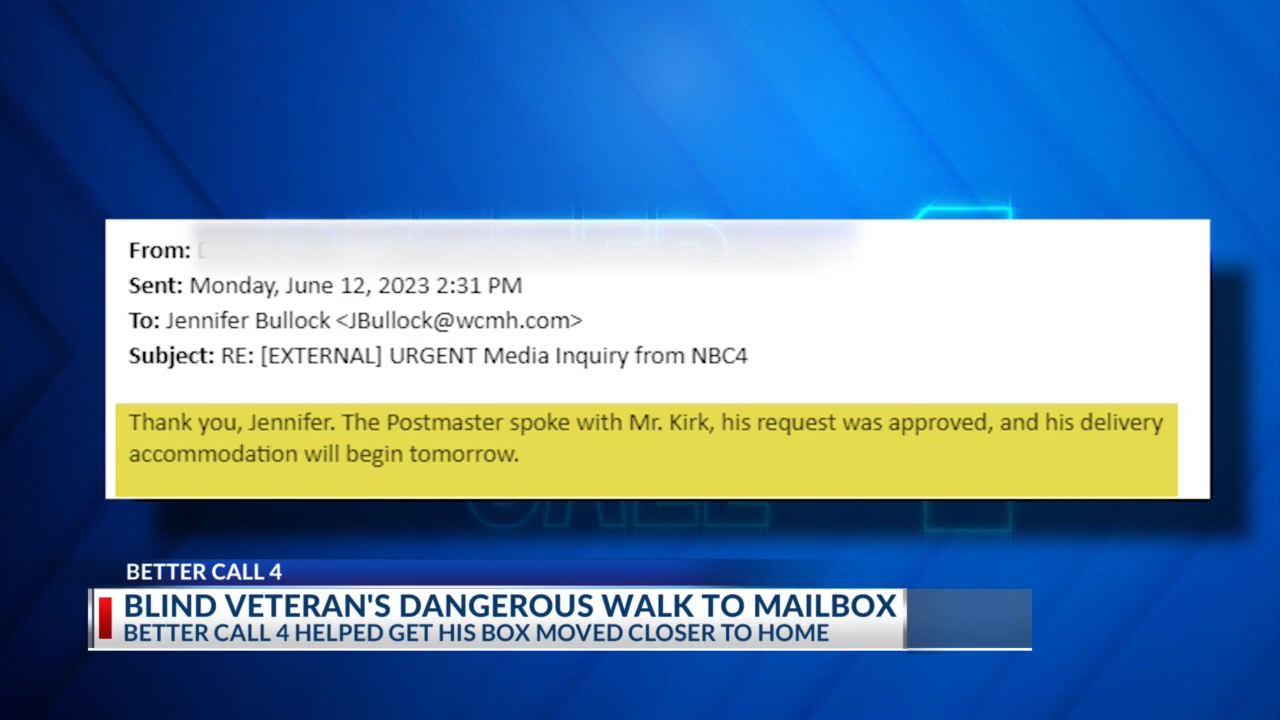 From:
Sent: Monday, June 12, 2023 2:31 PM
To: Jennifer Bullock <JBullock@wcmh.com>
Subject: RE: [EXTERNAL] URGENT Media Inquiry from NBC4
Thank you, Jennifer. The Postmaster spoke with Mr. Kirk, his request was approved, and his delivery
accommodation will begin tomorrow.
CALL
BETTER CALL 4
BLIND VETERAN'S DANGEROUS WALK TO MAILBOX
BETTER CALL 4 HELPED GET HIS BOX MOVED CLOSER TO HOME